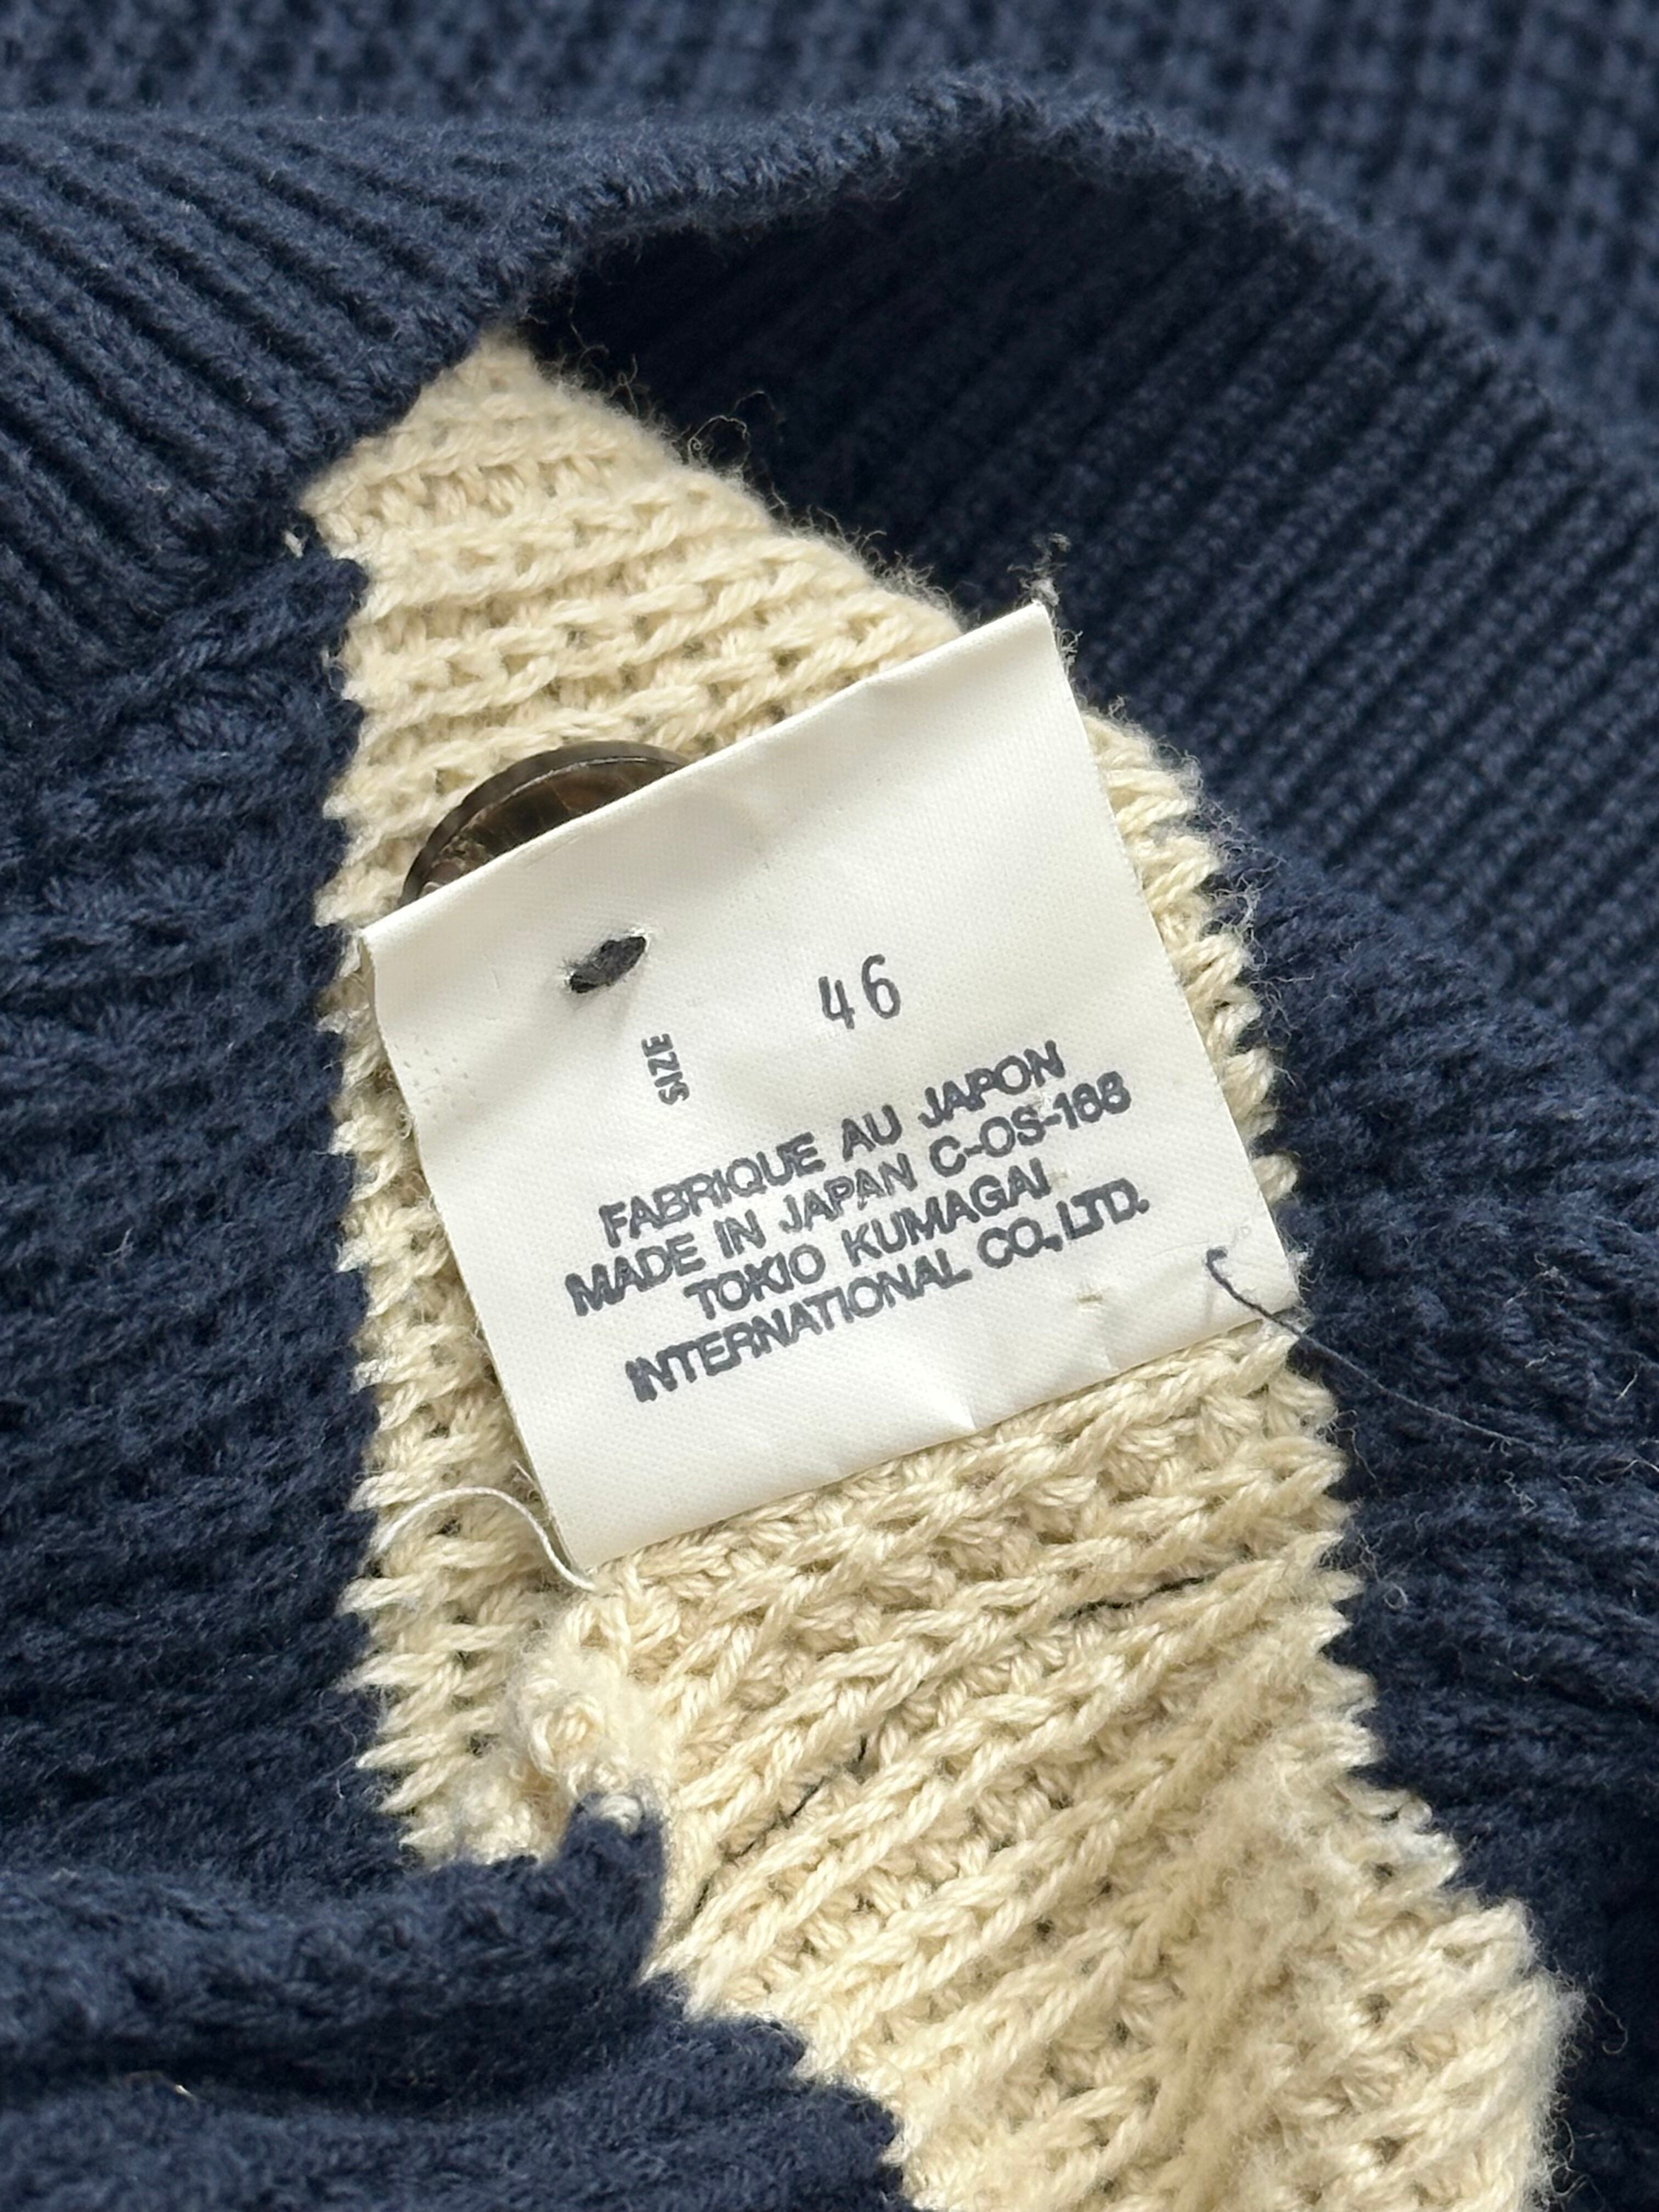 46
SIZE
FABRIQUE AU JAPON
MADE IN JAPAN C-OS-188
TOKIO KUMAGAI
INTERNATIONAL CO., LTD.